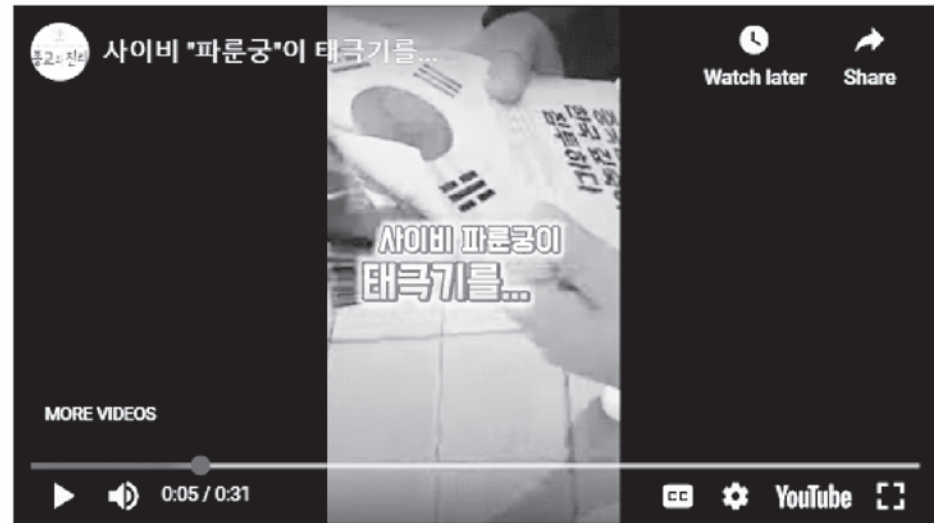 종교와 진리
사이비 "파룬궁"이 태극기를...
Watch later
Share
사이비 파룬궁이
태극기를...
MORE VIDEOS
0:05 / 0:31
CC
YouTube